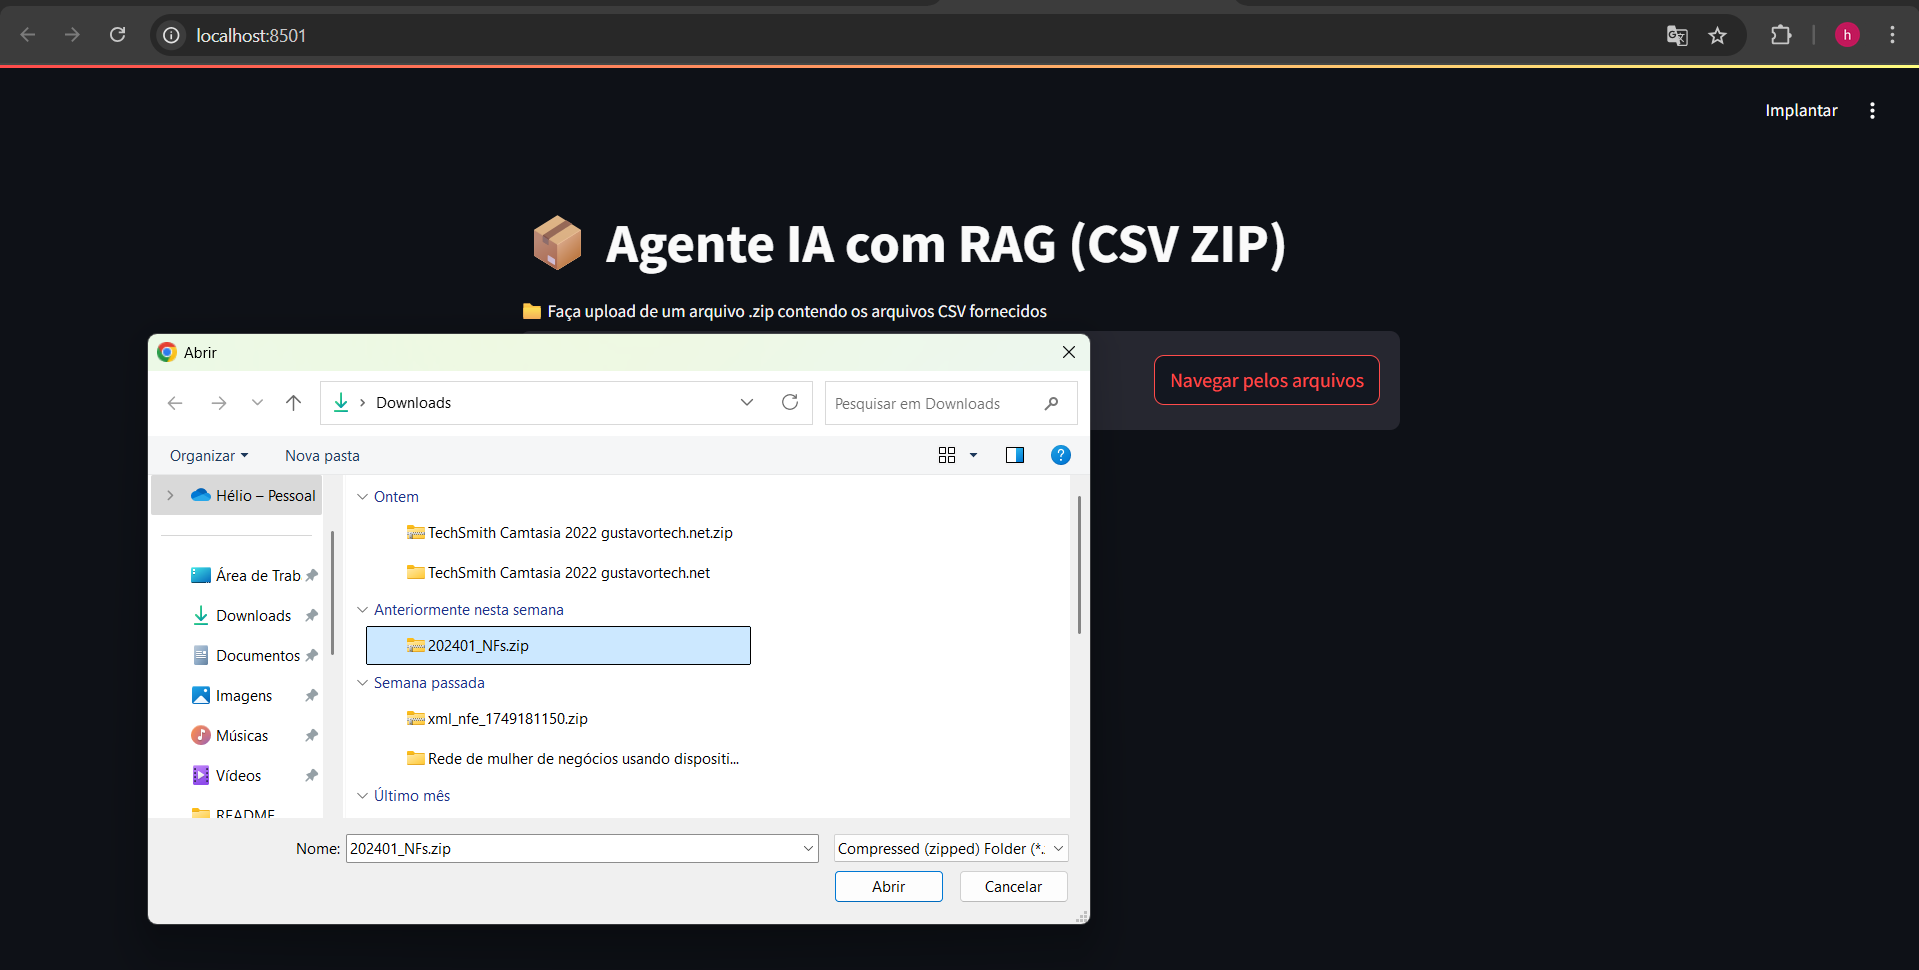 localhost:8501
h
Implantar
Agente IA com RAG (CSV ZIP)
Faça upload de um arquivo .zip contendo os arquivos CSV fornecidos
Navegar pelos arquivos
Abrir
Downloads
Pesquisar em Downloads
Organizar
Nova pasta
?
Hélio – Pessoal
Área de Trab
Downloads
Documentos
Imagens
Músicas
Vídeos
README
Ontem
TechSmith Camtasia 2022 gustavortech.net.zip
TechSmith Camtasia 2022 gustavortech.net
Anteriormente nesta semana
202401_NFs.zip
Semana passada
xml_nfe_1749181150.zip
Rede de mulher de negócios usando dispositi...
Último mês
Nome: 202401_NFs.zip
Compressed (zipped) Folder (*.
Abrir
Cancelar